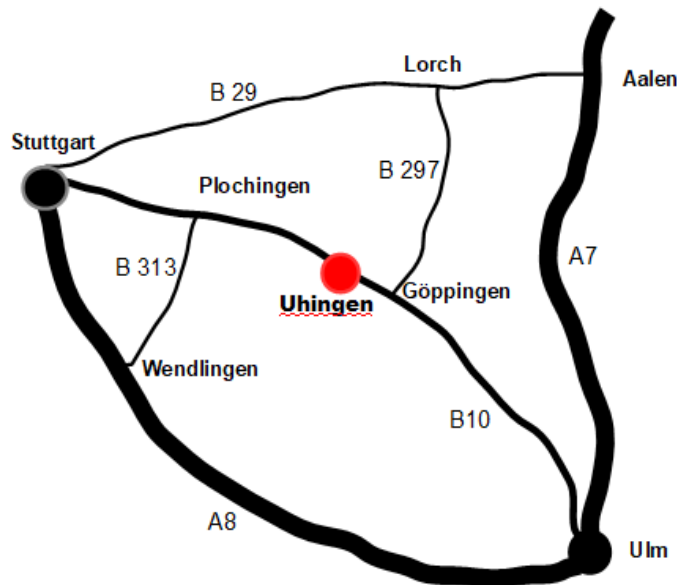 Lorch
Aalen
B 29
Stuttgart
Plochingen
B 297
A7
B 313
Göppingen
Uhingen
Wendlingen
B10
A8
Ulm